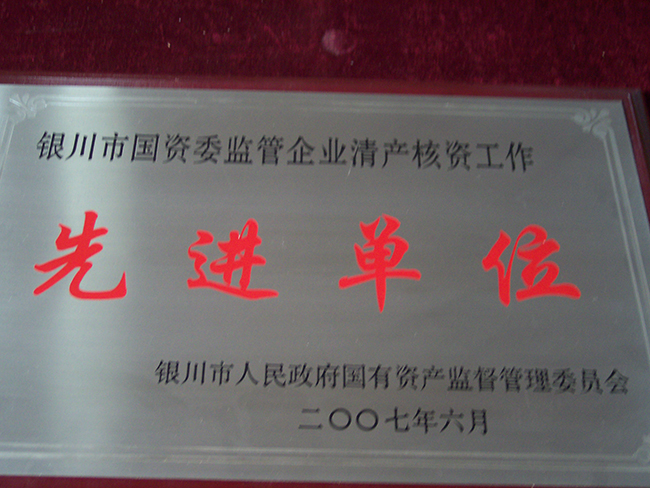 银川市国资委监管企业清产核资工作
先进单位
银川市人民政府国有资产监督管理委员会
二〇〇七年六月